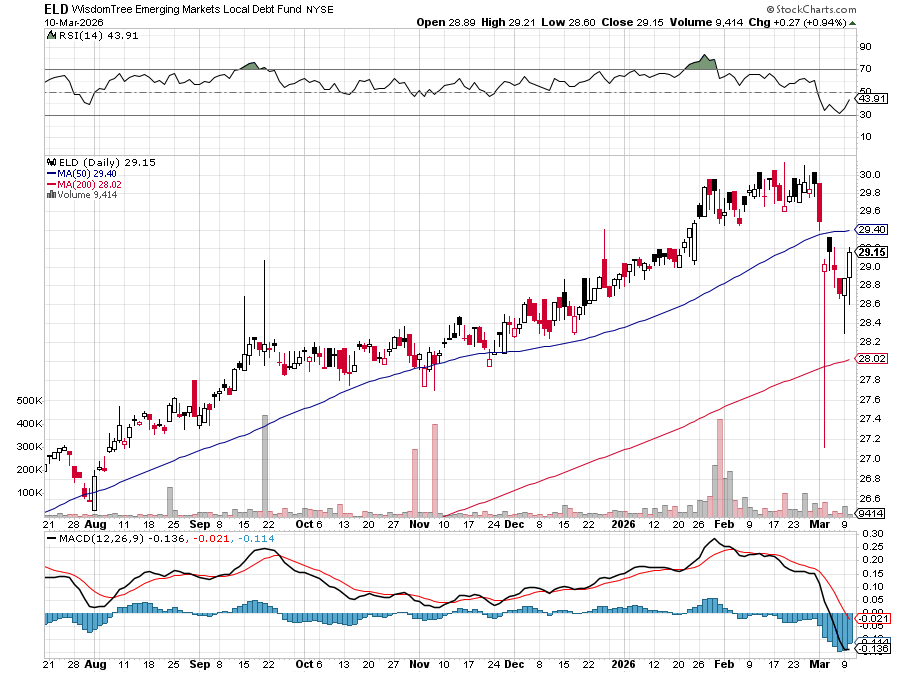 ELD WisdomTree Emerging Markets Local Debt Fund NYSE
© StockCharts.com
10-Mar-2026
Open 28.89 High 29.21 Low 28.60 Close 29.15 Volume 9,414 Chg +0.27 (+0.94%)
RSI(14) 43.91
90
70
50
43.91
30
10
ELD (Daily) 29.15
MA(50) 29.40
MA(200) 28.02
Volume 9,414
30.0
29.8
29.6
29.40
29.15
29.0
28.8
28.6
28.4
28.2
28.02
27.8
27.6
27.4
27.2
27.0
26.8
26.6
9414
500K
400K
300K
200K
100K
21 28 Aug 11 18 25 Sep 8 15 22 Oct 6 13 20 27 Nov 10 17 24 Dec 8 15 22 2026 12 20 26 Feb 9 17 23 Mar 9
MACD(12,26,9) -0.136, -0.021, -0.114
0.30
0.25
0.20
0.15
0.10
0.05
0.00
-0.021
-0.05
-0.114
-0.136
21 28 Aug 11 18 25 Sep 8 15 22 Oct 6 13 20 27 Nov 10 17 24 Dec 8 15 22 2026 12 20 26 Feb 9 17 23 Mar 9